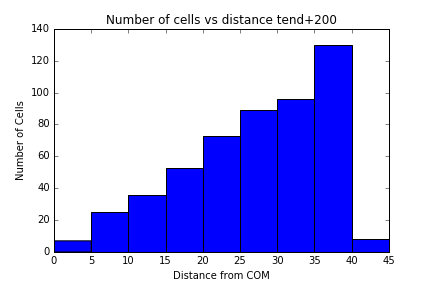 Number of cells vs distance tend+200
Number of Cells
140
120
100
80
60
40
20
0
0 5 10 15 20 25 30 35 40 45
Distance from COM